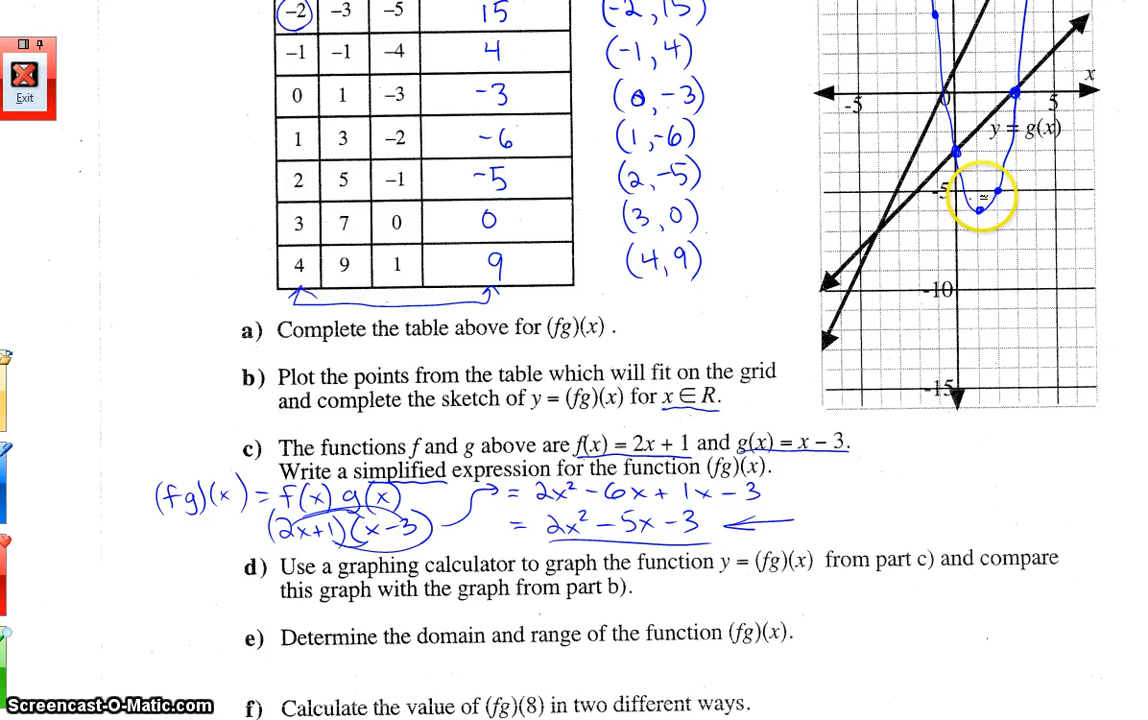 -2 -3 -5 15 (-2, 15)
-1 -1 -4 4 (-1, 4)
0 1 -3 -3 (0, -3)
1 3 -2 -6 (1, -6)
2 5 -1 -5 (2, -5)
3 7 0 0 (3, 0)
4 9 1 9 (4, 9)
Exit
x
-5 0 5
y = g(x)
-5
-10
-15
a) Complete the table above for (fg)(x) .
b) Plot the points from the table which will fit on the grid
and complete the sketch of y = (fg)(x) for x ∈ R.
c) The functions f and g above are f(x) = 2x + 1 and g(x) = x – 3.
Write a simplified expression for the function (fg)(x).
(fg)(x) = f(x) g(x) = 2x² - 6x + 1x - 3
(2x+1)(x-3) = 2x² - 5x - 3
d) Use a graphing calculator to graph the function y = (fg)(x) from part c) and compare
this graph with the graph from part b).
e) Determine the domain and range of the function (fg)(x).
f) Calculate the value of (fg)(8) in two different ways.
Screencast-O-Matic.com